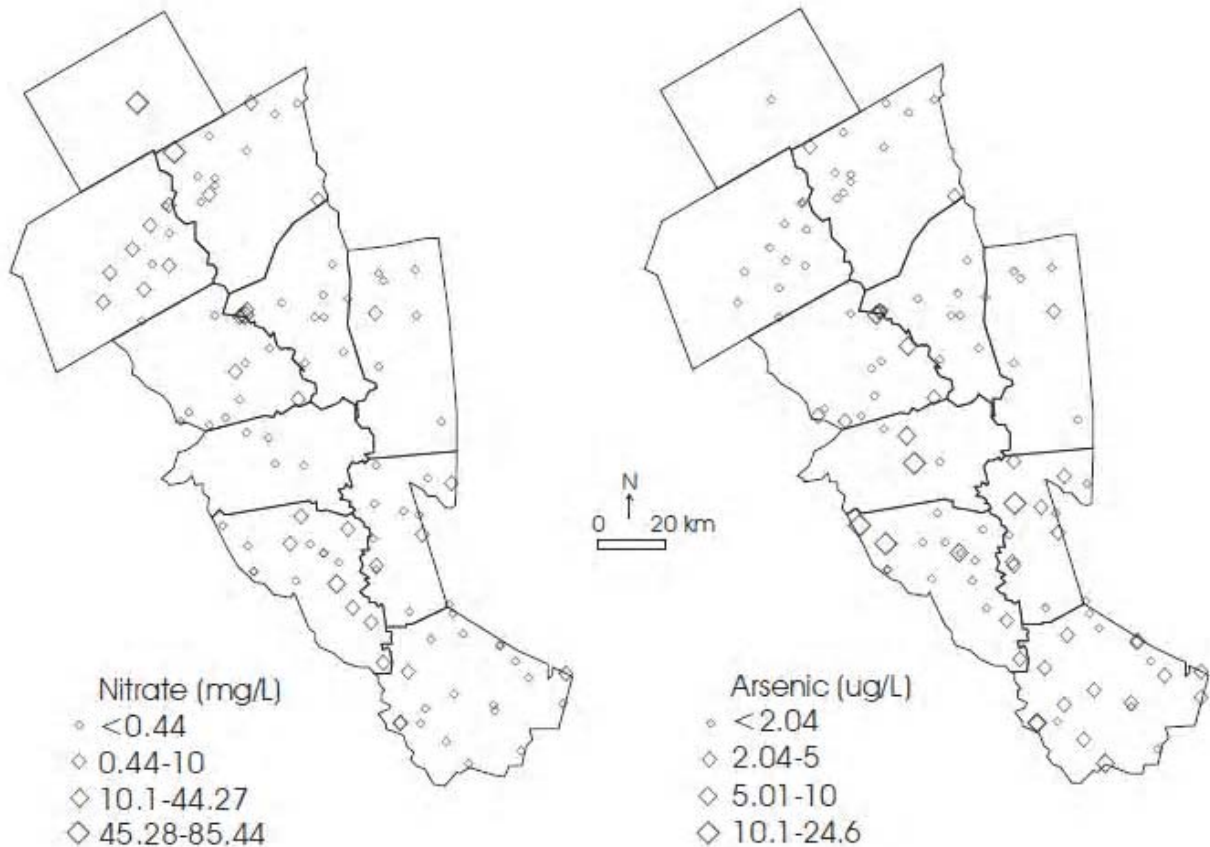 N
0 20 km
Nitrate (mg/L)
<0.44
0.44-10
10.1-44.27
45.28-85.44
Arsenic (ug/L)
<2.04
2.04-5
5.01-10
10.1-24.6